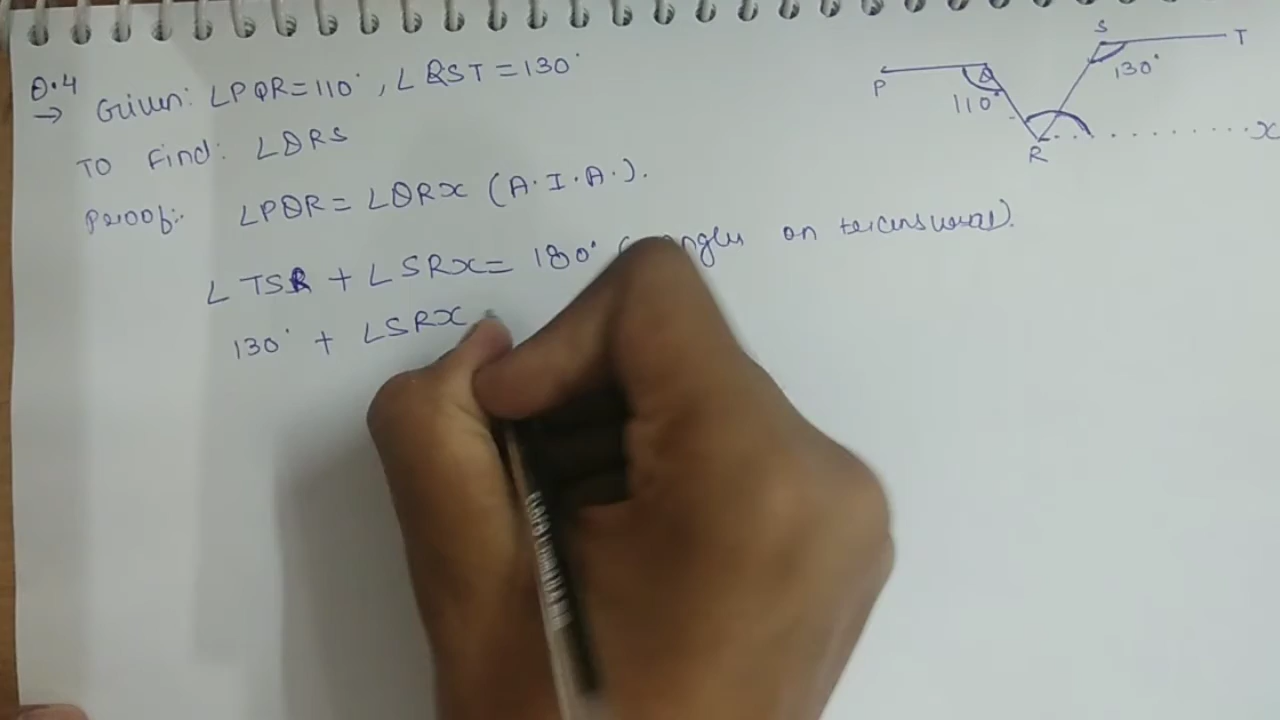 Q.4
→ Given: ∠PQR = 110°, ∠RST = 130°
To Find: ∠QRS
Proof:- ∠PQR = ∠QRX (A.I.A.).
∠TSR + ∠SRX = 180° angles on
130° + ∠SRX
S
T
P
Q
130°
110°
R
X